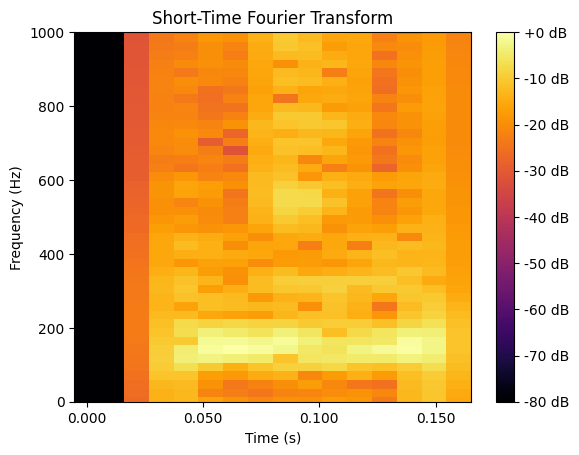 Short-Time Fourier Transform
Frequency (Hz)
1000
800
600
400
200
0
0.000
0.050
0.100
0.150
Time (s)
+0 dB
-10 dB
-20 dB
-30 dB
-40 dB
-50 dB
-60 dB
-70 dB
-80 dB